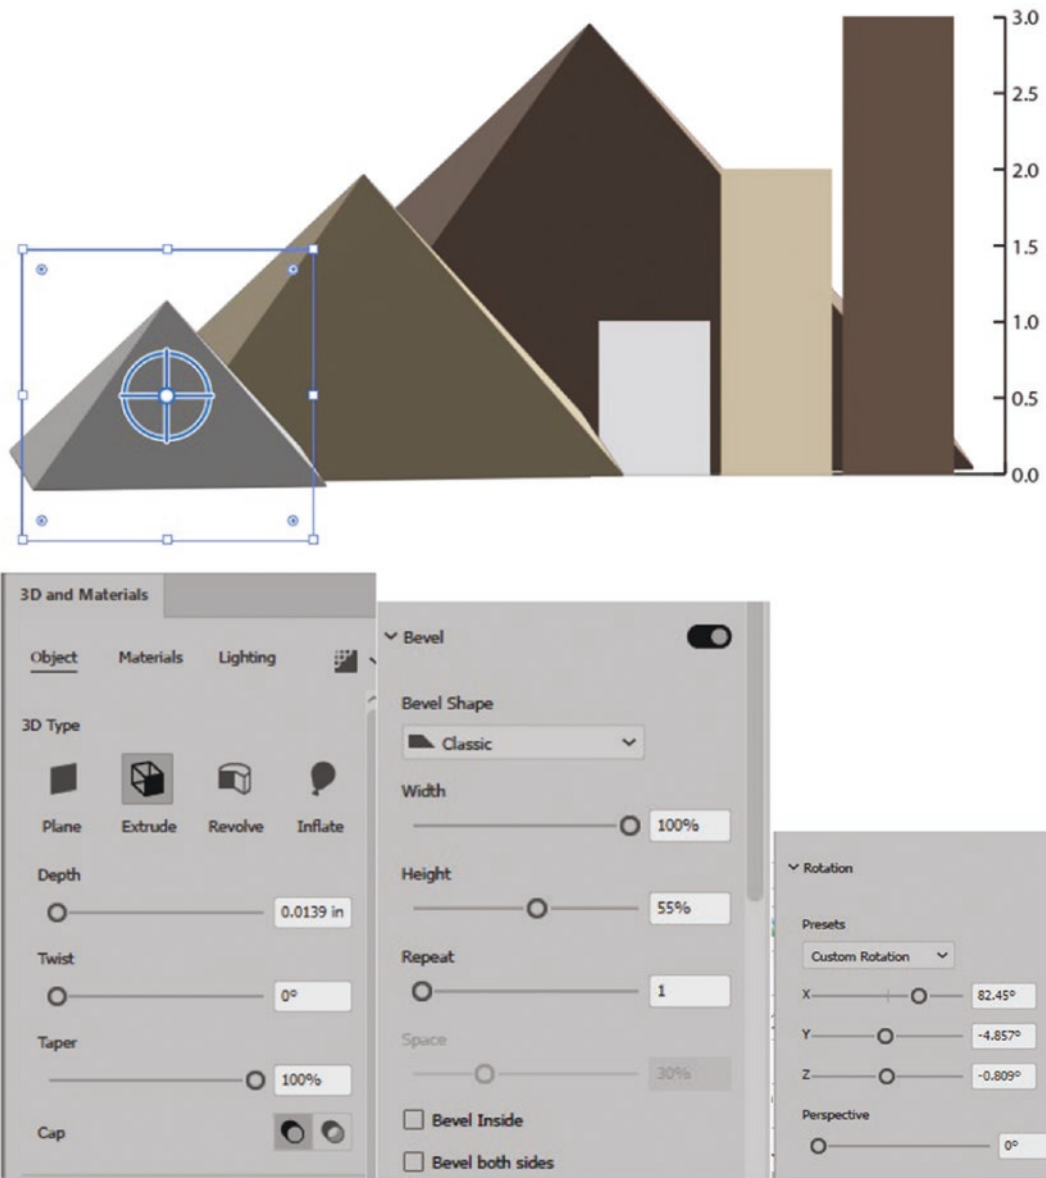 3.0
2.5
2.0
1.5
1.0
0.5
0.0
3D and Materials
Object Materials Lighting
3D Type
Plane Extrude Revolve Inflate
Depth
0.0139 in
Twist
0°
Taper
100%
Cap
Bevel
Bevel Shape
Classic
Width
100%
Height
55%
Repeat
1
Space
30%
Bevel Inside
Bevel both sides
Rotation
Presets
Custom Rotation
X 82.45°
Y -4.857°
Z -0.809°
Perspective
0°